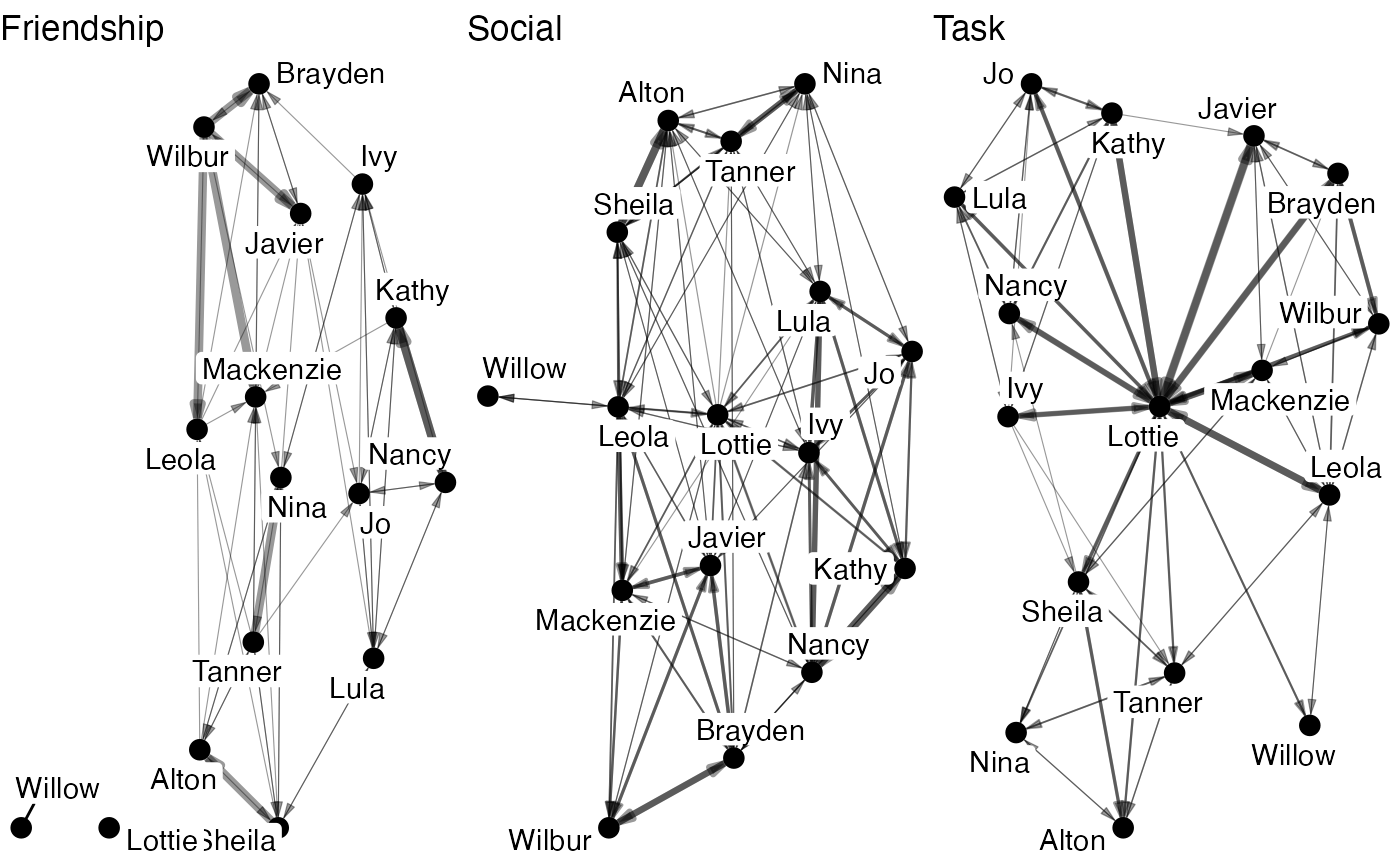 Friendship
Brayden
Wilbur
Ivy
Javier
Kathy
Mackenzie
Leola
Nancy
Nina
Jo
Tanner
Lula
Alton
Willow
Lottie
Sheila
Social
Nina
Alton
Tanner
Sheila
Lula
Willow
Jo
Ivy
Leola
Lottie
Javier
Kathy
Mackenzie
Nancy
Brayden
Wilbur
Task
Jo
Javier
Kathy
Lula
Brayden
Nancy
Wilbur
Ivy
Mackenzie
Lottie
Leola
Sheila
Tanner
Nina
Willow
Alton